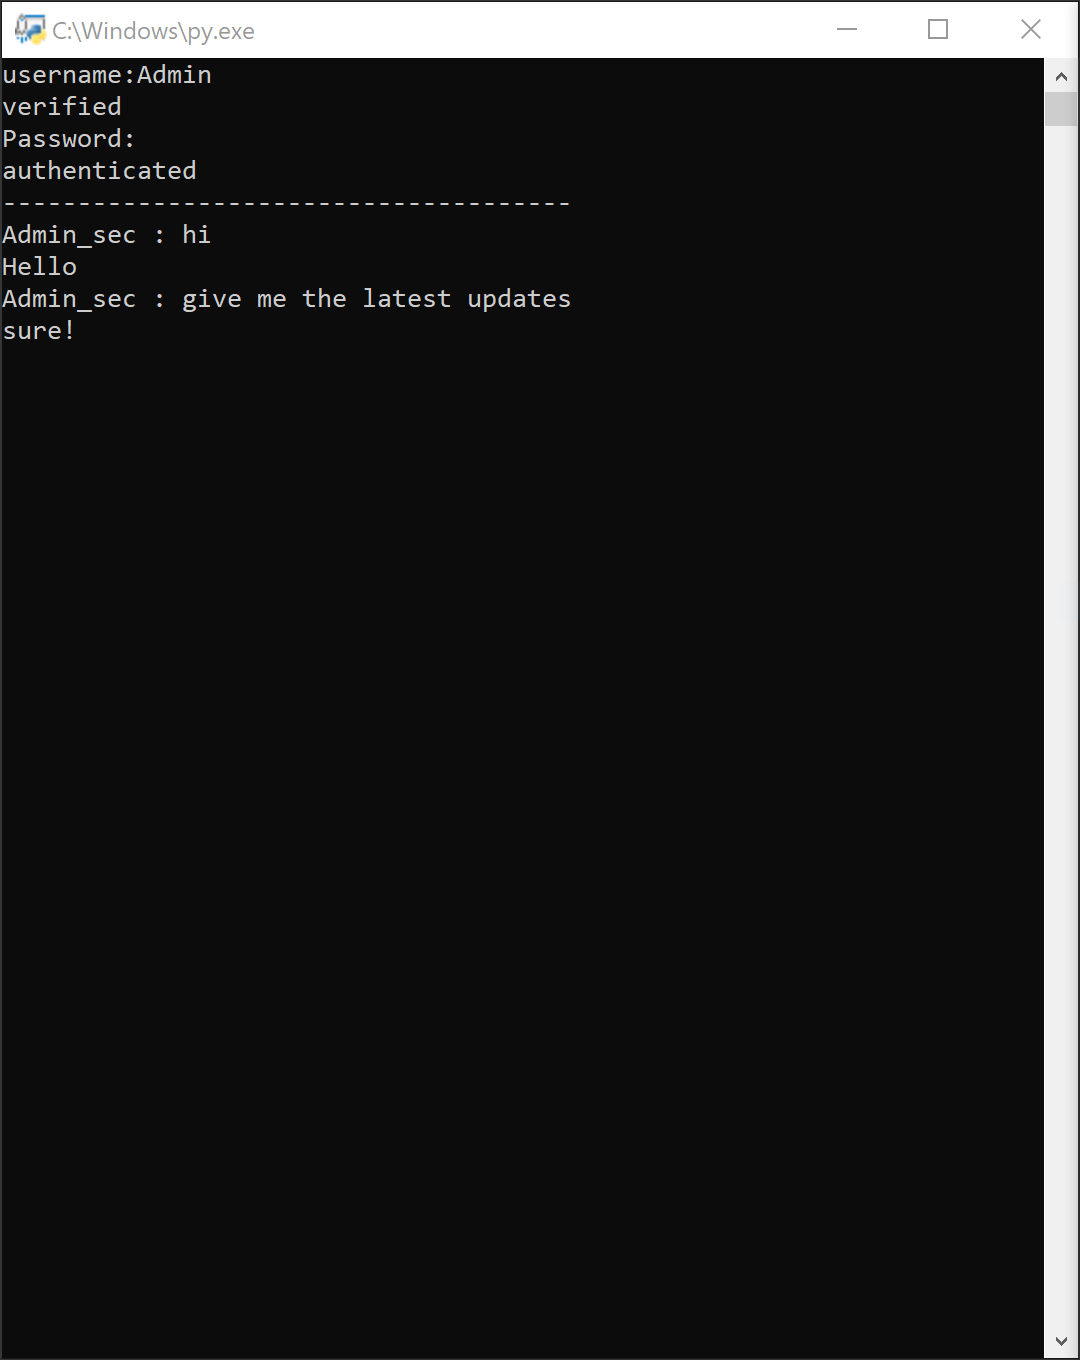 C:\Windows\py.exe
username:Admin
verified
Password:
authenticated
--------------------------------------
Admin_sec : hi
Hello
Admin_sec : give me the latest updates
sure!